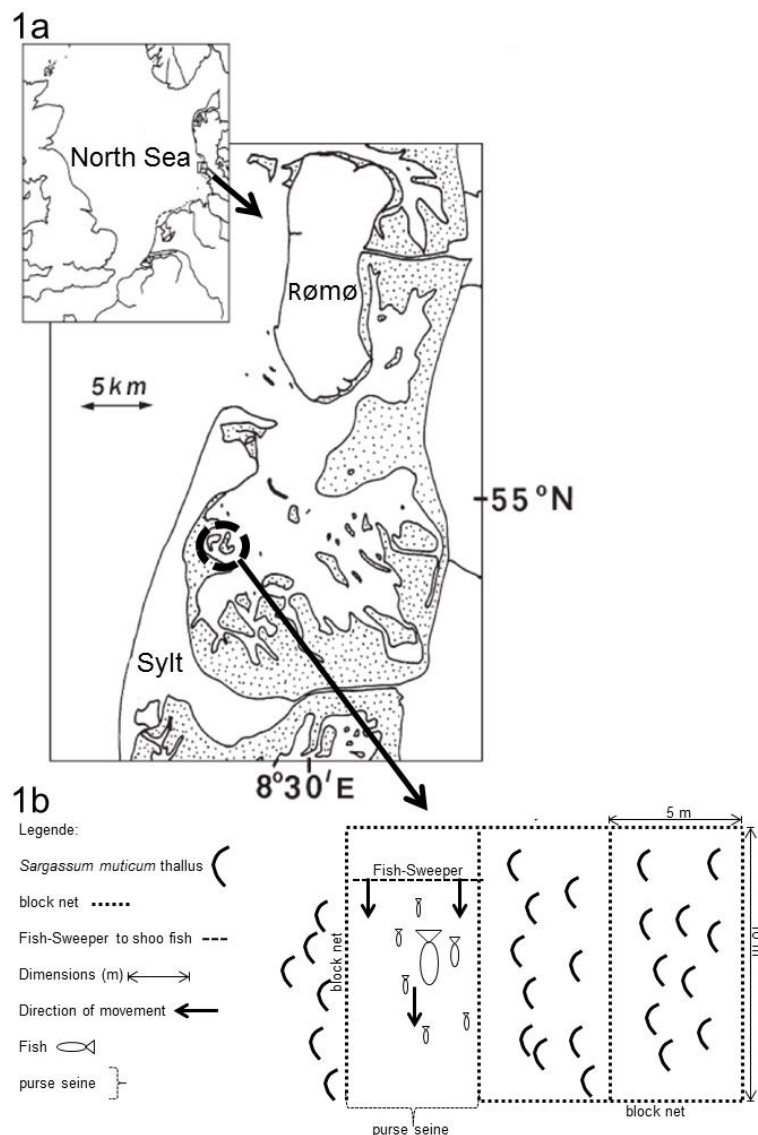 1a
North Sea
Rømø
5 km
55 °N
Sylt
8°30′E
1b
Legende:
Sargassum muticum thallus
block net
Fish-Sweeper to shoo fish
Dimensions (m)
Direction of movement
Fish
purse seine
5 m
Fish-Sweeper
block net
purse seine
block net